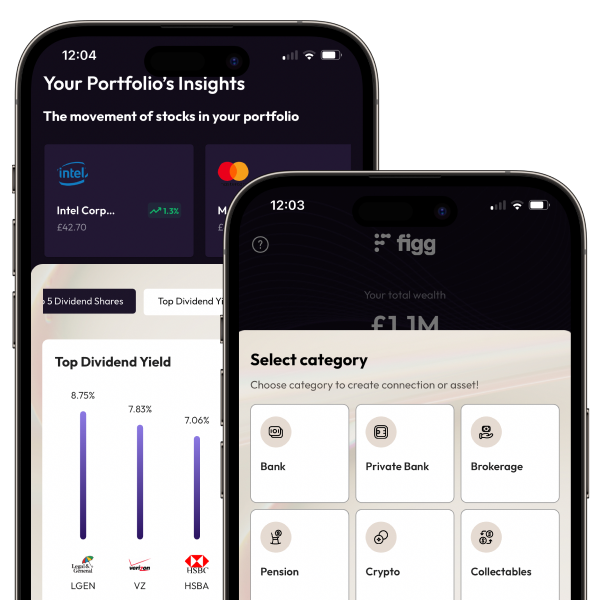 12:04
Your Portfolio's Insights
The movement of stocks in your portfolio
intel.
Intel Corp...
1.3%
£42.70
M
£
5 Dividend Shares
Top Dividend Yi
Top Dividend Yield
8.75%
7.83%
7.06%
Legal &
General
verizon
HSBC
LGEN
VZ
HSBA
12:03
?
figg
Your total wealth
£1.1M
Select category
Choose category to create connection or asset!
Bank
Private Bank
Brokerage
Pension
Crypto
Collectables